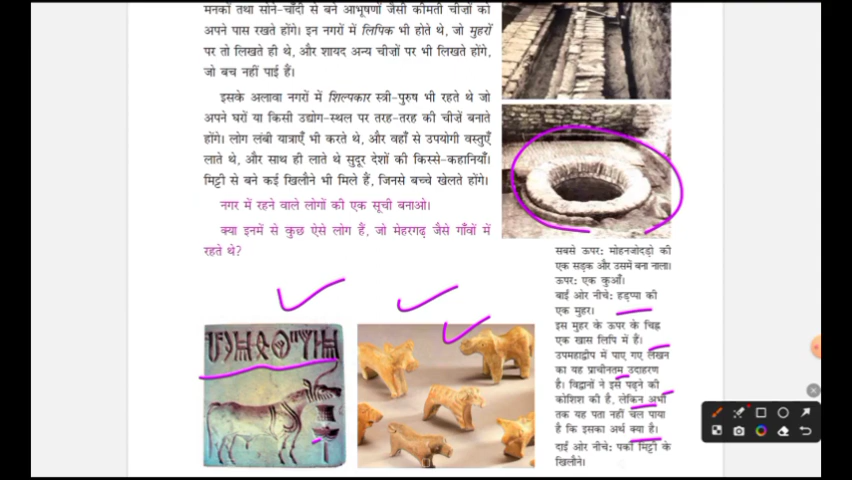 मनकों तथा सोने-चाँदी से बने आभूषणों जैसी कीमती चीज़ों को
अपने पास रखते होंगे। इन नगरों में लिपिक भी होते थे, जो मुहरों
पर तो लिखते ही थे, और शायद अन्य चीज़ों पर भी लिखते होंगे,
जो बच नहीं पाई हैं।
इसके अलावा नगरों में शिल्पकार स्त्री-पुरुष भी रहते थे जो
अपने घरों या किसी उद्योग-स्थल पर तरह-तरह की चीज़ें बनाते
होंगे। लोग लंबी यात्राएँ भी करते थे, और वहाँ से उपयोगी वस्तुएँ
लाते थे, और साथ ही लाते थे सुदूर देशों की किस्से-कहानियाँ।
मिट्टी से बने कई खिलौने भी मिले हैं, जिनसे बच्चे खेलते होंगे।
नगर में रहने वाले लोगों की एक सूची बनाओ।
क्या इनमें से कुछ ऐसे लोग हैं, जो मेहरगढ़ जैसे गाँवों में
रहते थे?
सबसे ऊपर: मोहनजोदड़ो की
एक सड़क और उसमें बना नाला।
ऊपर: एक कुआँ।
बाईं ओर नीचे: हड़प्पा की
एक मुहर।
इस मुहर के ऊपर के चिह्न
एक खास लिपि में हैं।
उपमहाद्वीप में पाए गए लेखन
का यह प्राचीनतम उदाहरण
है। विद्वानों ने इसे पढ़ने की
कोशिश की है, लेकिन अभी
तक यह पता नहीं चल पाया
है कि इसका अर्थ क्या है।
दाईं ओर नीचे: पकी मिट्टी के
खिलौने।